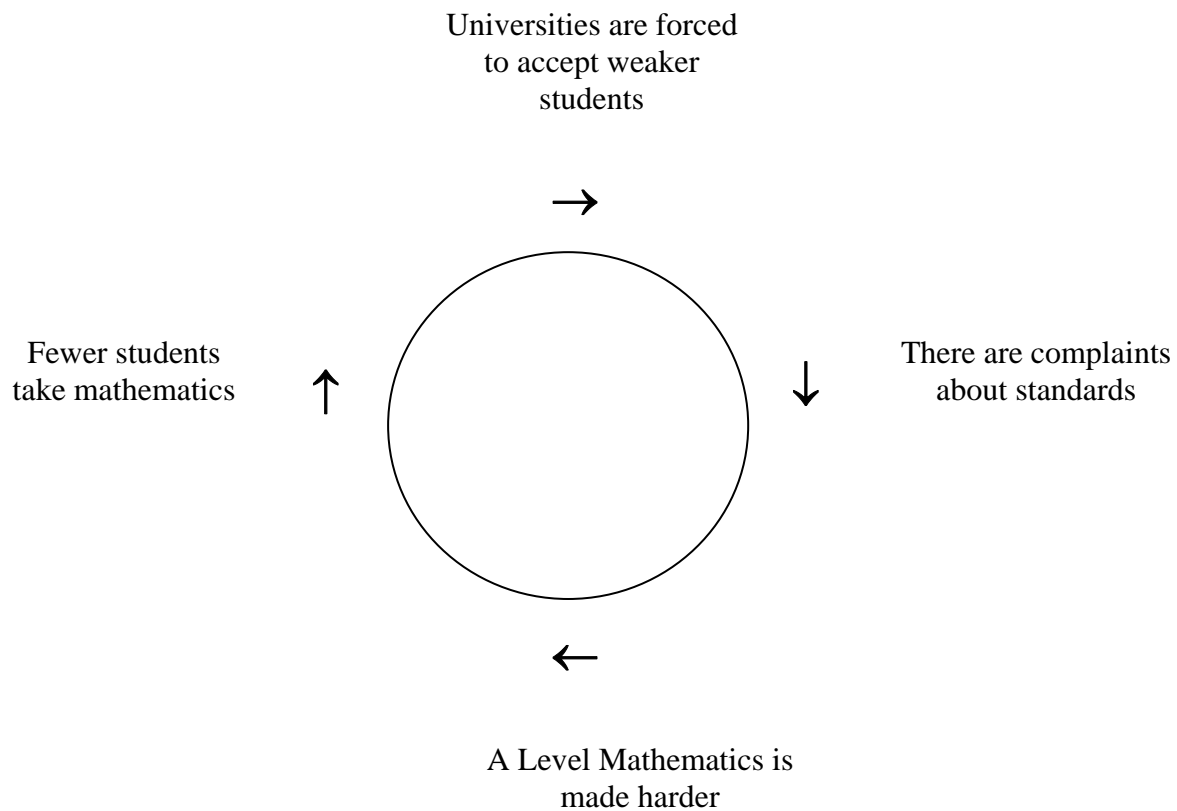 Universities are forced
to accept weaker
students
Fewer students
take mathematics
There are complaints
about standards
A Level Mathematics is
made harder